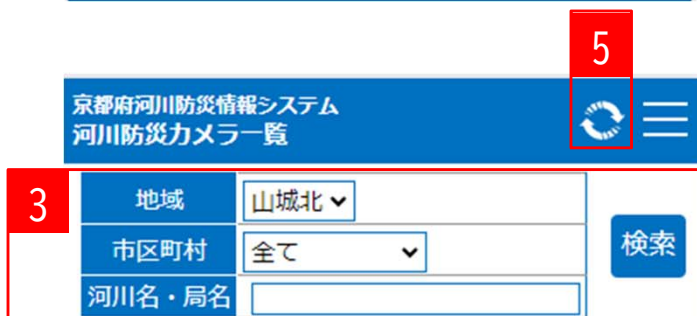 5
京都府河川防災情報システム
河川防災カメラ一覧
3
地域 山城北
市区町村 全て
検索
河川名・局名